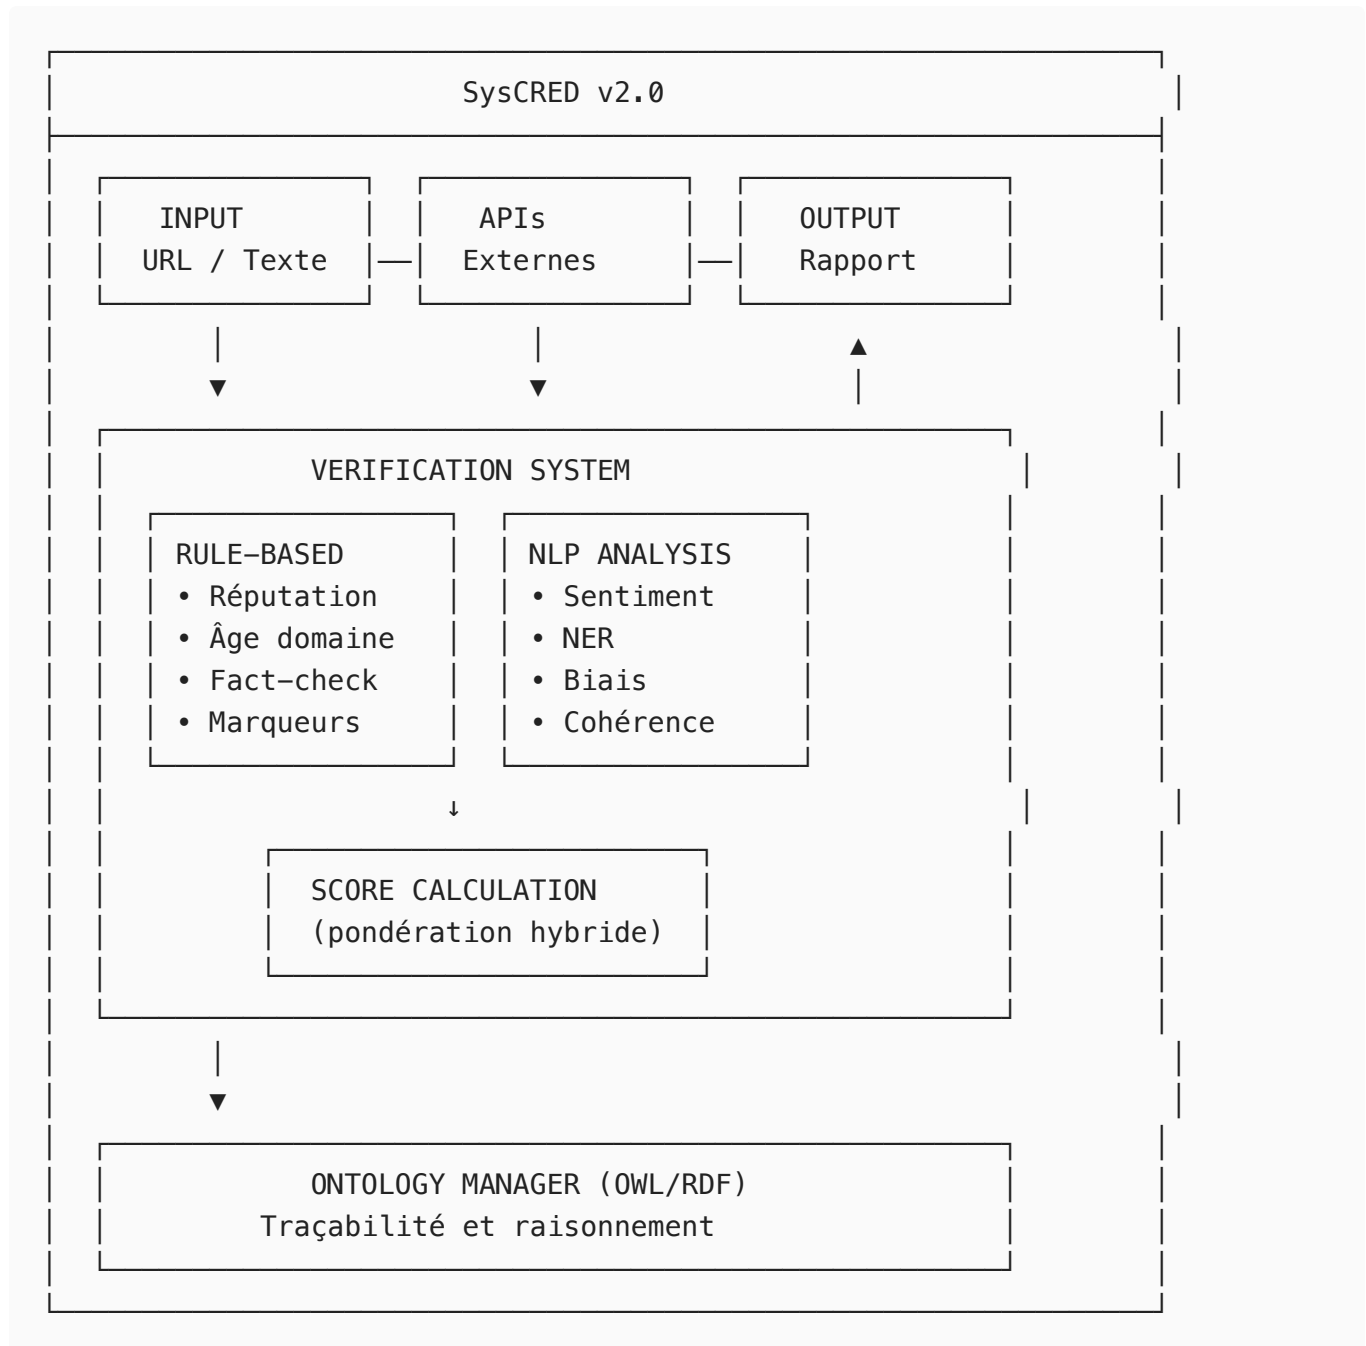 SysCRED v2.0
INPUT
URL / Texte
APIs
Externes
OUTPUT
Rapport
VERIFICATION SYSTEM
RULE-BASED
• Réputation
• Âge domaine
• Fact-check
• Marqueurs
NLP ANALYSIS
• Sentiment
• NER
• Biais
• Cohérence
SCORE CALCULATION
(pondération hybride)
ONTOLOGY MANAGER (OWL/RDF)
Traçabilité et raisonnement